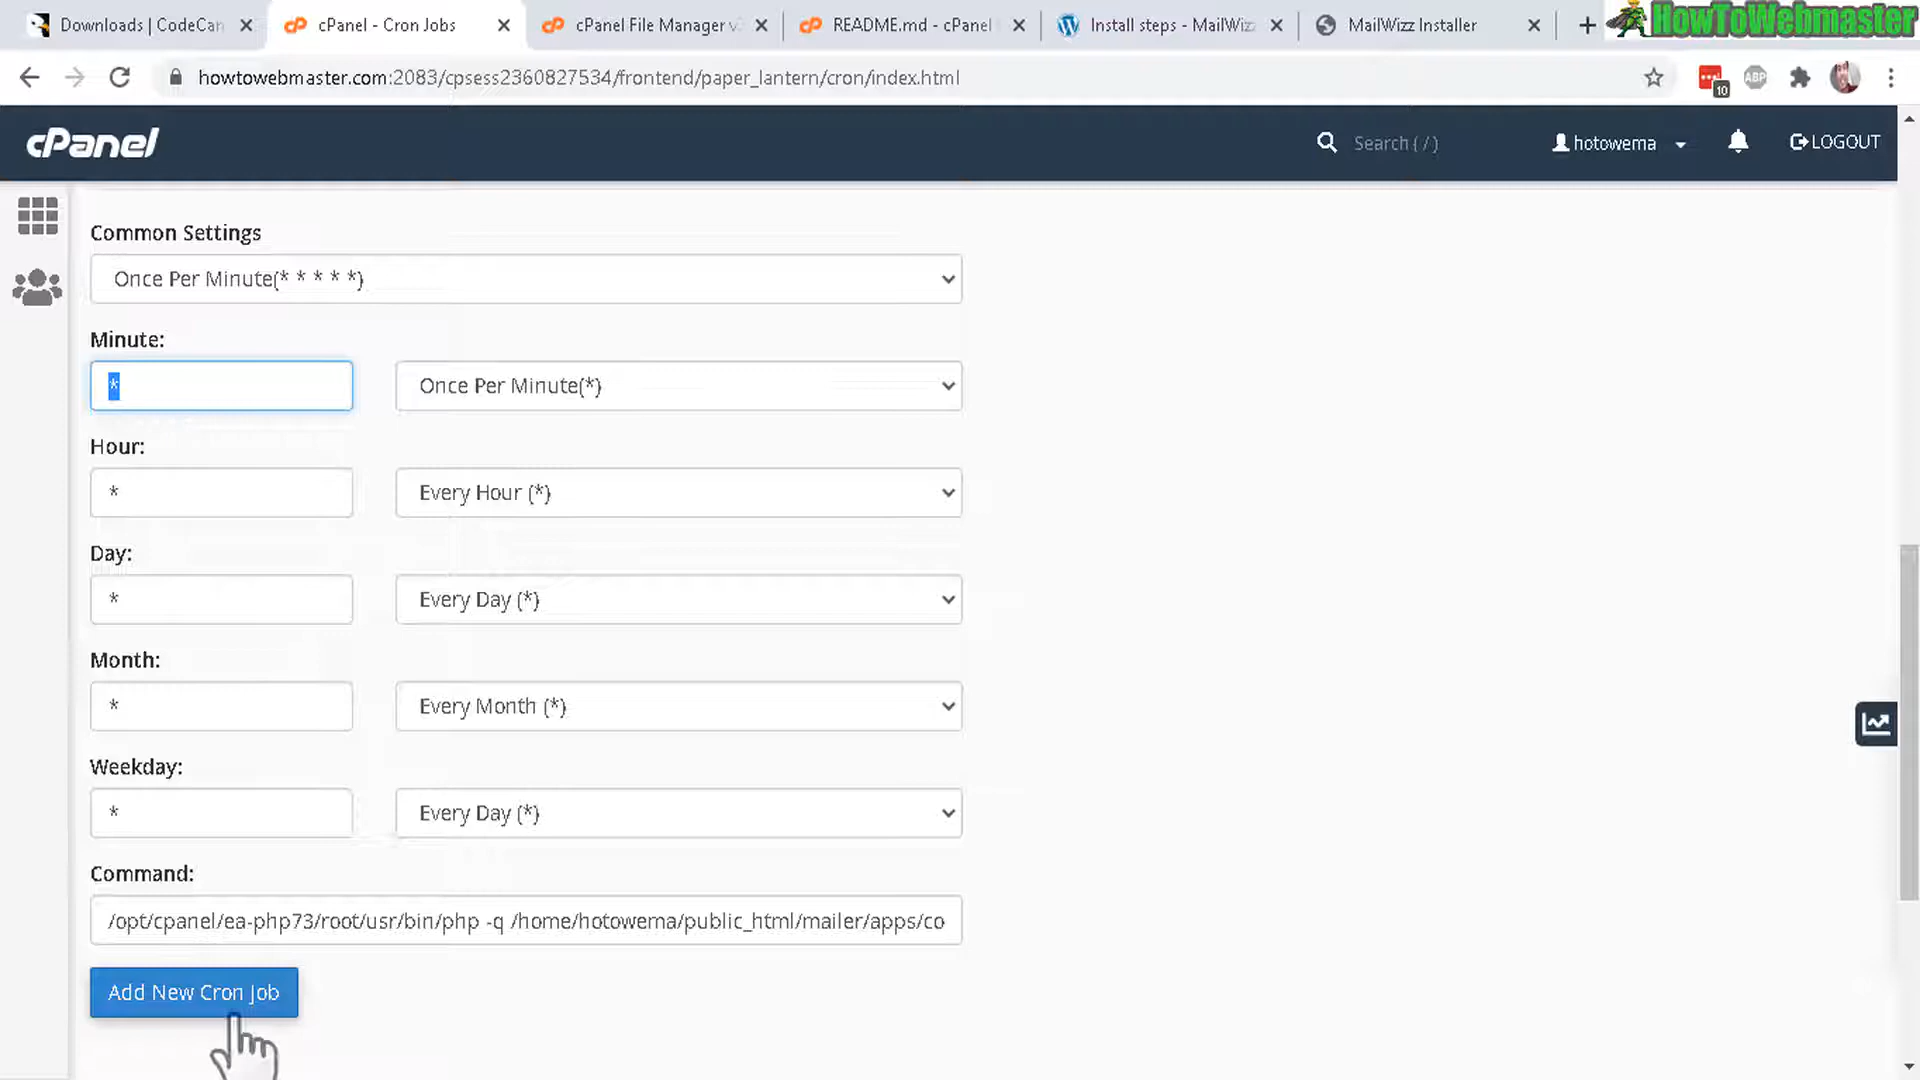 Downloads | CodeCan
cPanel - Cron Jobs
cPanel File Manager v
README.md - cPanel
Install steps - MailWizz
MailWizz Installer
HowToWebmaster
howtowebmaster.com:2083/cpsess2360827534/frontend/paper_lantern/cron/index.html
10
ABP
cPanel
Search ( / )
hotowema
LOGOUT
Common Settings
Once Per Minute(* * * * *)
Minute:
*
Once Per Minute(*)
Hour:
*
Every Hour (*)
Day:
*
Every Day (*)
Month:
*
Every Month (*)
Weekday:
*
Every Day (*)
Command:
/opt/cpanel/ea-php73/root/usr/bin/php -q /home/hotowema/public_html/mailer/apps/co
Add New Cron Job